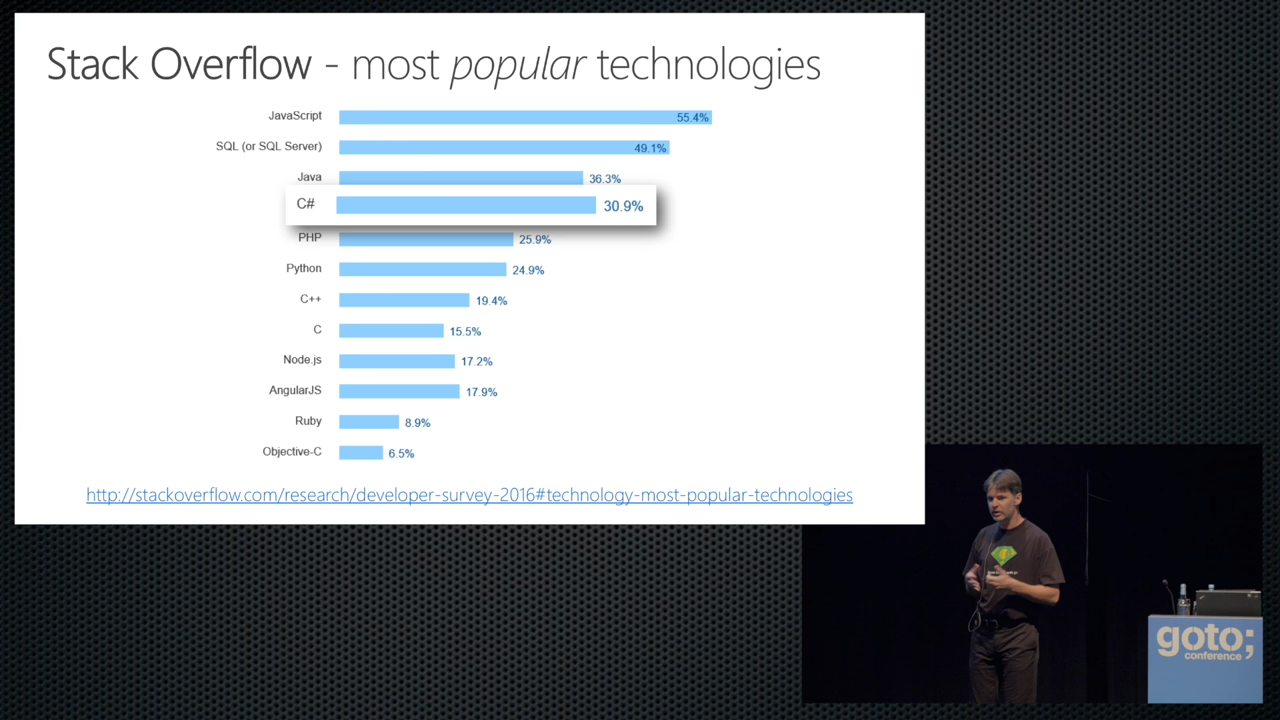 Stack Overflow - most popular technologies
JavaScript 55.4%
SQL (or SQL Server) 49.1%
Java 36.3%
C# 30.9%
PHP 25.9%
Python 24.9%
C++ 19.4%
C 15.5%
Node.js 17.2%
AngularJS 17.9%
Ruby 8.9%
Objective-C 6.5%
http://stackoverflow.com/research/developer-survey-2016#technology-most-popular-technologies
goto;
conference